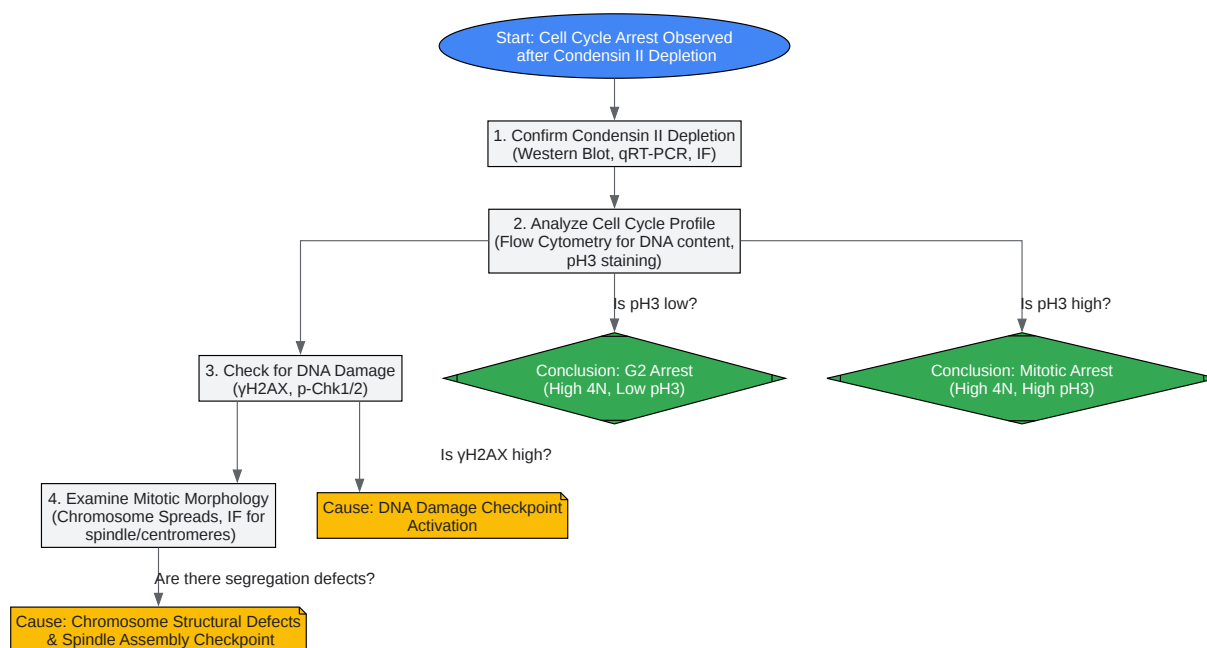 Start: Cell Cycle Arrest Observed
after Condensin II Depletion
1. Confirm Condensin II Depletion
(Western Blot, qRT-PCR, IF)
2. Analyze Cell Cycle Profile
(Flow Cytometry for DNA content,
pH3 staining)
Is pH3 low?
Is pH3 high?
3. Check for DNA Damage
(γH2AX, p-Chk1/2)
Conclusion: G2 Arrest
(High 4N, Low pH3)
Conclusion: Mitotic Arrest
(High 4N, High pH3)
Is γH2AX high?
4. Examine Mitotic Morphology
(Chromosome Spreads, IF for
spindle/centromeres)
Cause: DNA Damage Checkpoint
Activation
Are there segregation defects?
Cause: Chromosome Structural Defects
& Spindle Assembly Checkpoint